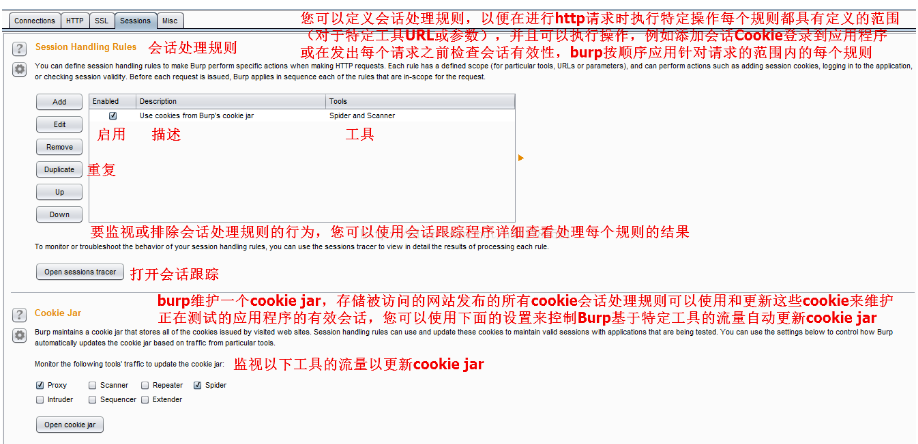 Connections HTTP SSL Sessions Misc
您可以定义会话处理规则，以便在进行http请求时执行特定操作每个规则都具有定义的范围
（对于特定工具URL或参数），并且可以执行操作，例如添加会话Cookie登录到应用程序
或在发出每个请求之前检查会话有效性，burp按顺序应用针对请求的范围内的每个规则
? Session Handling Rules 会话处理规则
You can define session handling rules to make Burp perform specific actions when making HTTP requests. Each rule has a defined scope (for particular tools, URLs or parameters), and can perform actions such as adding session cookies, logging in to the application,
or checking session validity. Before each request is issued, Burp applies in sequence each of the rules that are in-scope for the request.
Add Enabled Description Tools
Use cookies from Burp's cookie jar Spider and Scanner
Edit 启用 描述 工具
Remove
Duplicate 重复
Up
Down
要监视或排除会话处理规则的行为，您可以使用会话跟踪程序详细查看处理每个规则的结果
To monitor or troubleshoot the behavior of your session handling rules, you can use the sessions tracer to view in detail the results of processing each rule.
Open sessions tracer 打开会话跟踪
burp维护一个cookie jar，存储被访问的网站发布的所有cookie会话处理规则可以使用和更新这些cookie来维护
正在测试的应用程序的有效会话，您可以使用下面的设置来控制Burp基于特定工具的流量自动更新cookie jar
? Cookie Jar
Burp maintains a cookie jar that stores all of the cookies issued by visited web sites. Session handling rules can use and update these cookies to maintain valid sessions with applications that are being tested. You can use the settings below to control how Burp
automatically updates the cookie jar based on traffic from particular tools.
Monitor the following tools' traffic to update the cookie jar: 监视以下工具的流量以更新cookie jar
Proxy Scanner Repeater Spider
Intruder Sequencer Extender
Open cookie jar